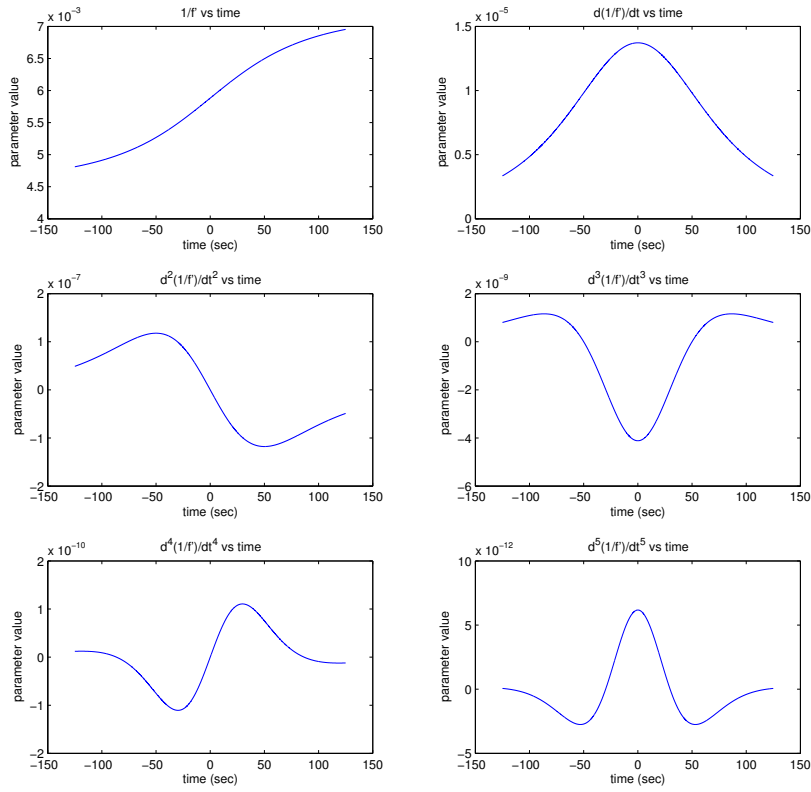 1/f' vs time
x 10^-3
7
6.5
6
5.5
5
4.5
4
parameter value
−150 −100 −50 0 50 100 150
time (sec)
d(1/f')/dt vs time
x 10^-5
1.5
1
0.5
0
parameter value
−150 −100 −50 0 50 100 150
time (sec)
d^2(1/f')/dt^2 vs time
x 10^-7
2
1
0
−1
−2
parameter value
−150 −100 −50 0 50 100 150
time (sec)
d^3(1/f')/dt^3 vs time
x 10^-9
2
0
−2
−4
−6
parameter value
−150 −100 −50 0 50 100 150
time (sec)
d^4(1/f')/dt^4 vs time
x 10^-10
2
1
0
−1
−2
parameter value
−150 −100 −50 0 50 100 150
time (sec)
d^5(1/f')/dt^5 vs time
x 10^-12
10
5
0
−5
parameter value
−150 −100 −50 0 50 100 150
time (sec)